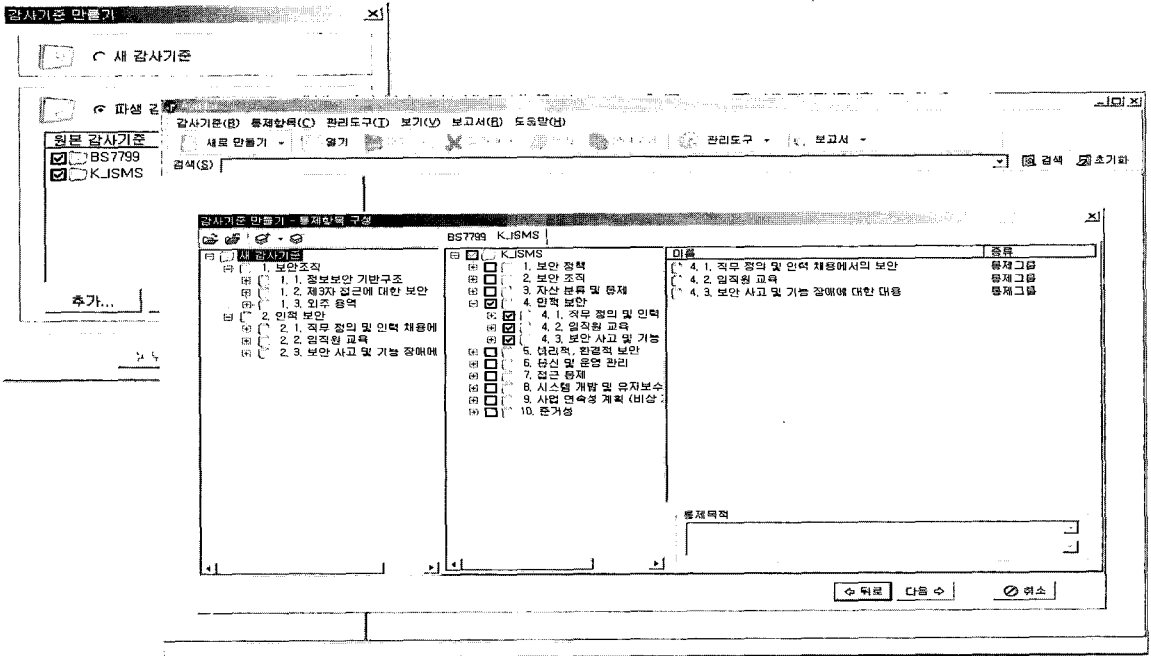 감사기준 만들기
새 감사기준
파생 감
원본 감사기준
BS7799
K_ISMS
추가...
감사기준(B) 통제항목(C) 관리도구(T) 보기(V) 보고서(R) 도움말(H)
새로 만들기 열기 관리도구 보고서
검색(S) 검색 초기화
감사기준 만들기 - 통제항목 구성
BS7799 K_ISMS
새 감사기준
1. 보안조직
1. 1. 정보보안 기반구조
1. 2. 제3자 접근에 대한 보안
1. 3. 외주 용역
2. 인적 보안
2. 1. 직무 정의 및 인력 채용에
2. 2. 임직원 교육
2. 3. 보안 사고 및 기능 장애에
K_ISMS
1. 보안 정책
2. 보안 조직
3. 자산 분류 및 통제
4. 인적 보안
4. 1. 직무 정의 및 인력
4. 2. 임직원 교육
4. 3. 보안 사고 및 기능
5. 물리적, 환경적 보안
6. 통신 및 운영 관리
7. 접근 통제
8. 시스템 개발 및 유지보수
9. 사업 연속성 계획 (비상
10. 준거성
이름 종류
4. 1. 직무 정의 및 인력 채용에서의 보안 통제그룹
4. 2. 임직원 교육 통제그룹
4. 3. 보안 사고 및 기능 장애에 대한 대응 통제그룹
통제목적
뒤로 다음 취소